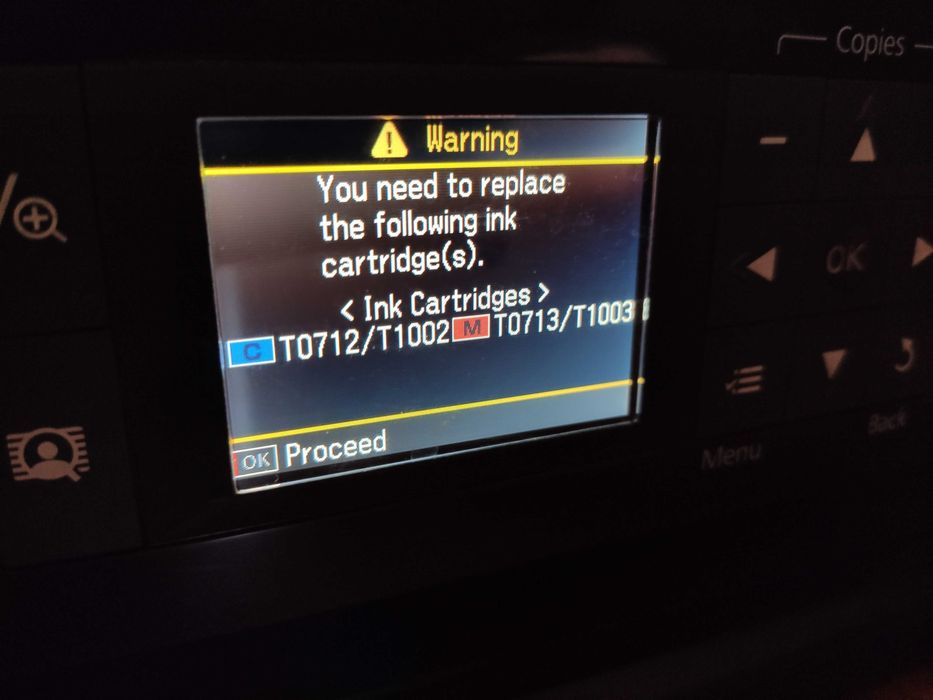 Copies
Warning
You need to replace
the following ink
cartridge(s).
< Ink Cartridges >
C T0712/T1002 M T0713/T1003
OK Proceed
OK
Menu
Back